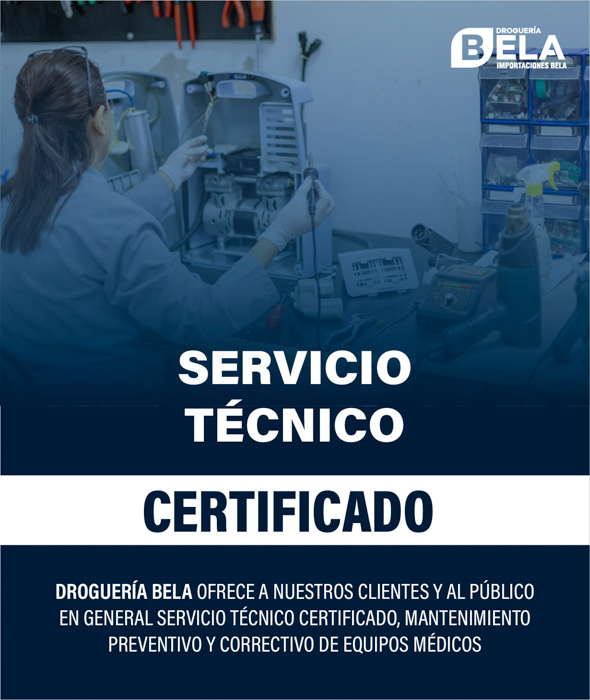 DROGUERÍA
BELA
IMPORTACIONES BELA
SERVICIO
TÉCNICO
CERTIFICADO
DROGUERÍA BELA OFRECE A NUESTROS CLIENTES Y AL PÚBLICO
EN GENERAL SERVICIO TÉCNICO CERTIFICADO, MANTENIMIENTO
PREVENTIVO Y CORRECTIVO DE EQUIPOS MÉDICOS